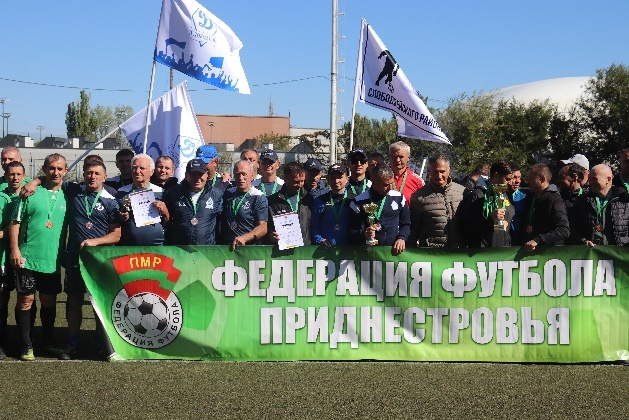 СЛОБОДЗЕЙСКОГО РАЙОНА
ПМР
ФЕДЕРАЦИЯ ФУТБОЛА
ФЕДЕРАЦИЯ ФУТБОЛА
ПРИДНЕСТРОВЬЯ